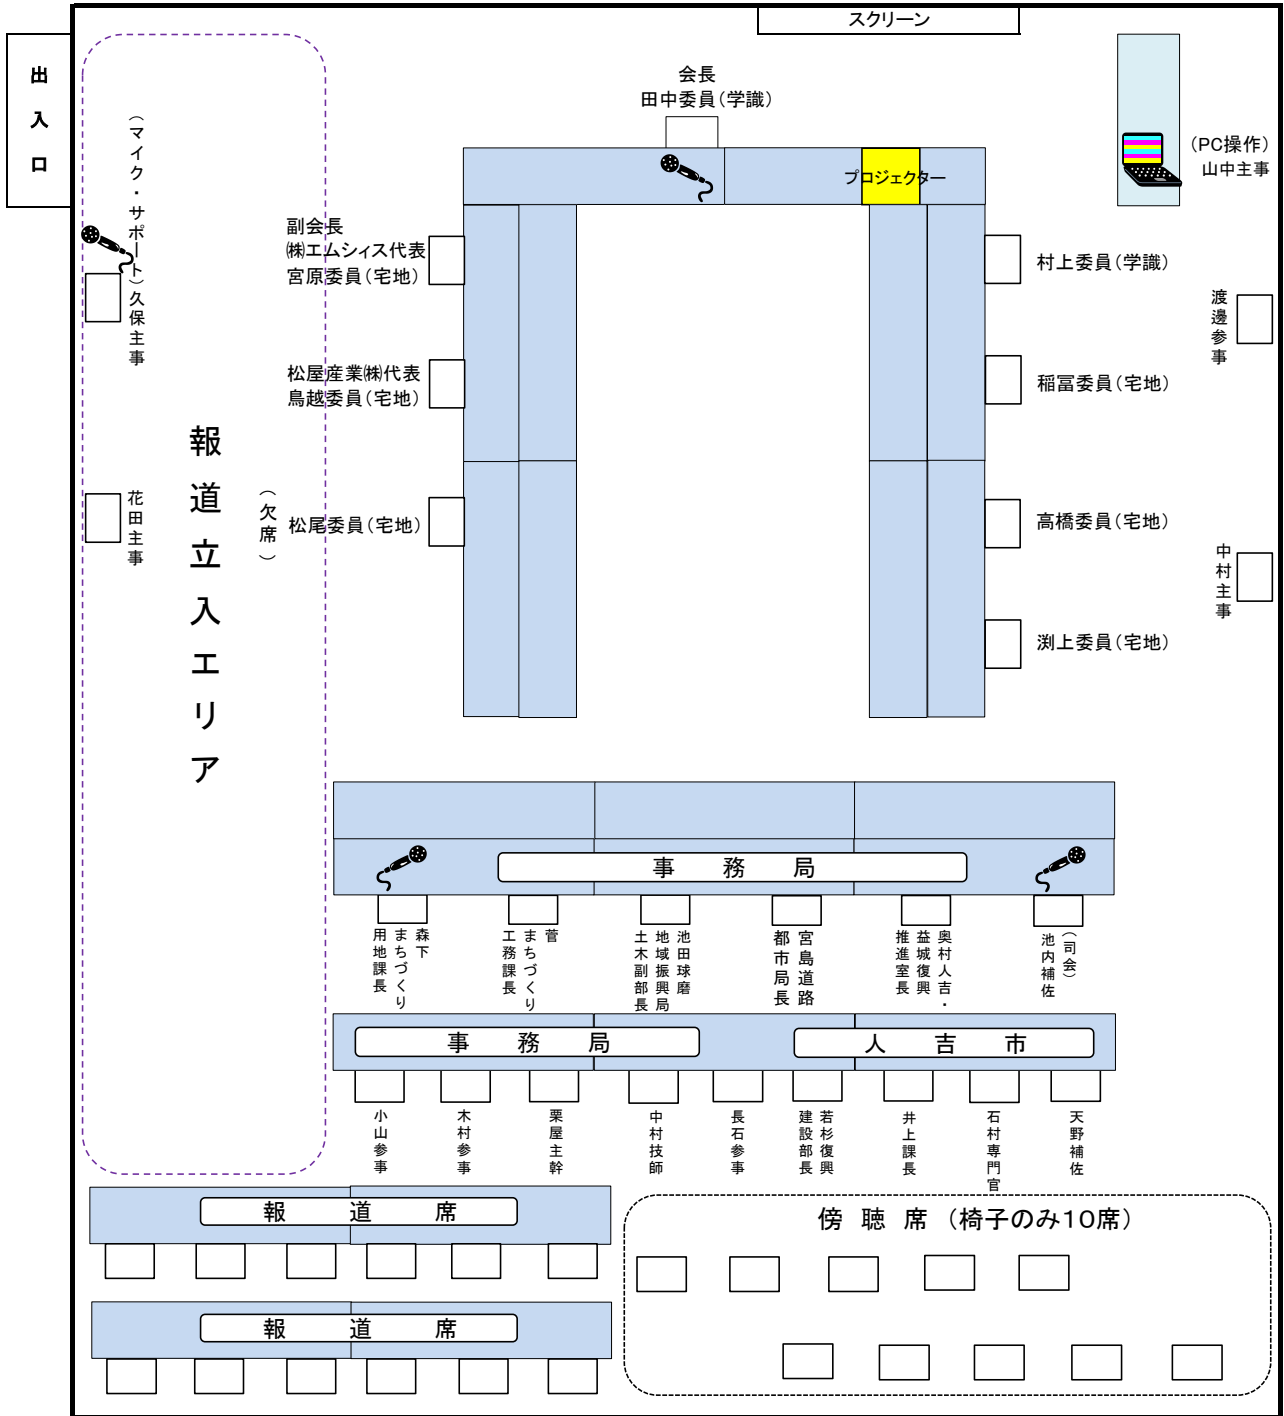 スクリーン
出入口
会長
田中委員(学識)
(PC操作)
山中主事
プロジェクター
(マイク・サポート)久保主事
副会長
㈱エムシィス代表
宮原委員(宅地)
村上委員(学識)
渡邊参事
松屋産業㈱代表
鳥越委員(宅地)
稲冨委員(宅地)
報道立入エリア
花田主事
(欠席)
松尾委員(宅地)
高橋委員(宅地)
中村主事
渕上委員(宅地)
事務局
森下
まちづくり
用地課長
菅
まちづくり
工務課長
池田球磨
地域振興局
土木副部長
宮島道路
都市局長
奥村人吉・
益城復興
推進室長
(司会)
池内補佐
事務局
人吉市
小山参事
木村参事
栗屋主幹
中村技師
長石参事
若杉復興
建設部長
井上課長
石村専門官
天野補佐
報道席
傍聴席(椅子のみ10席)
報道席